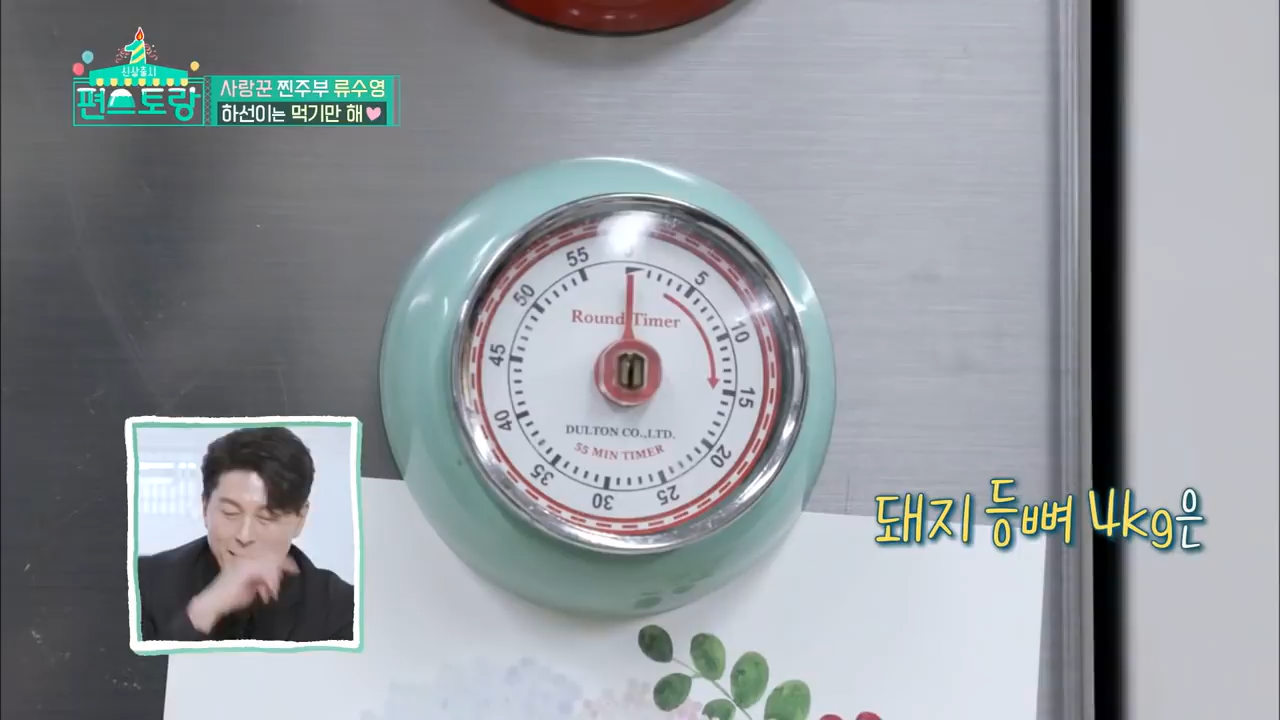 신상출시
편스토랑
사랑꾼 찐주부 류수영
하선이는 먹기만 해♥
55
5
50
10
Round Timer
45
15
40
DULTON CO.,LTD.
55 MIN TIMER
20
35
25
30
돼지 등뼈 4kg은